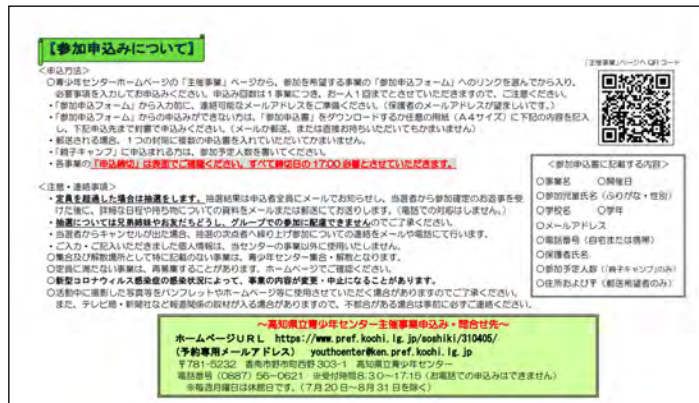 【参加申込みについて】
「主催事業」ページへ QRコード
<申込方法>
○青少年センターホームページの「主催事業」ページから、参加を希望する事業の「参加申込フォーム」へのリンクを選んでから入り、
必要事項を入力してお申込みください。申込み回数は1事業につき、お一人1回までとさせていただきますので、ご注意ください。
・「参加申込フォーム」から入力前に、連絡可能なメールアドレスをご準備ください。（保護者のメールアドレスが望ましいです。）
・「参加申込フォーム」からの申込みができない方は、「参加申込書」をダウンロードするか任意の用紙（A4サイズ）に下記の内容を記入
し、下記申込先まで封書で申込みください。（メールか郵送、または直接お持ちいただいてもかまいません）
・郵送される場合、1つの封筒に複数の申込書を入れていただいてかまいません。
・「親子キャンプ」に申込まれる方は、参加予定人数を書いてください。
・各事業の「申込締切」は表面でご確認ください。すべて締切日の17:00必着とさせていただきます。
<注意・連絡事項>
・定員を超過した場合は抽選をします。抽選結果は申込者全員にメールでお知らせし、当選者から参加確定のお返事を受
けた後に、詳細な日程や持ち物についての資料をメールまたは郵送にてお送りします。（電話での対応はしません。）
・抽選については兄弟姉妹やお友だちどうし、グループでの参加に配慮できませんのでご了承ください。
・当選者からキャンセルが出た場合、抽選の次点者へ繰り上げ参加についての連絡をメールや電話にて行います。
・ご入力・ご記入いただきました個人情報は、当センターの事業以外に使用いたしません。
○集合及び解散場所として特に記載のない事業は、青少年センター集合・解散となります。
○定員に満たない事業は、再募集することがあります。ホームページでご確認ください。
○新型コロナウィルス感染症の感染状況によって、事業の内容が変更・中止になることがあります。
○活動中に撮影した写真等をパンフレットやホームページ等に使用させていただく場合がありますのでご了承ください。
また、テレビ局・新聞社など報道関係の取材が入る場合がありますので、不都合がある場合は事前に必ずご連絡ください。
<参加申込書に記載する内容>
○事業名 ○開催日
○参加児童氏名（ふりがな・性別）
○学校名 ○学年
○メールアドレス
○電話番号（自宅または携帯）
○保護者氏名
○参加予定人数（「親子キャンプ」のみ）
○住所および〒（郵送希望者のみ）
～高知県立青少年センター主催事業申込み・問合せ先～
ホームページURL https://www.pref.kochi.lg.jp/soshiki/310405/
（予約専用メールアドレス） youthcenter@ken.pref.kochi.lg.jp
〒781-5232 香南市野市町西野303-1 高知県立青少年センター
電話番号（0887）56-0621 ※受付時間8:30～17:15（お電話での申込みはできません）
※毎週月曜日は休館日です。（7月20日～8月31日を除く）